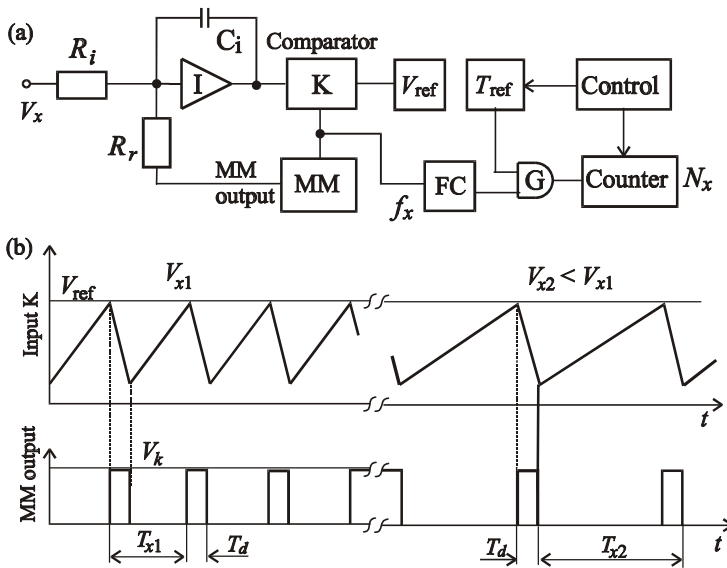 (a)
R_i
C_i
Comparator
I
K
V_ref
T_ref
Control
V_x
R_r
MM
output
MM
f_x
FC
G
Counter
N_x
(b)
Input K
V_ref
V_x1
V_x2 < V_x1
t
MM output
V_k
T_x1
T_d
T_d
T_x2
t